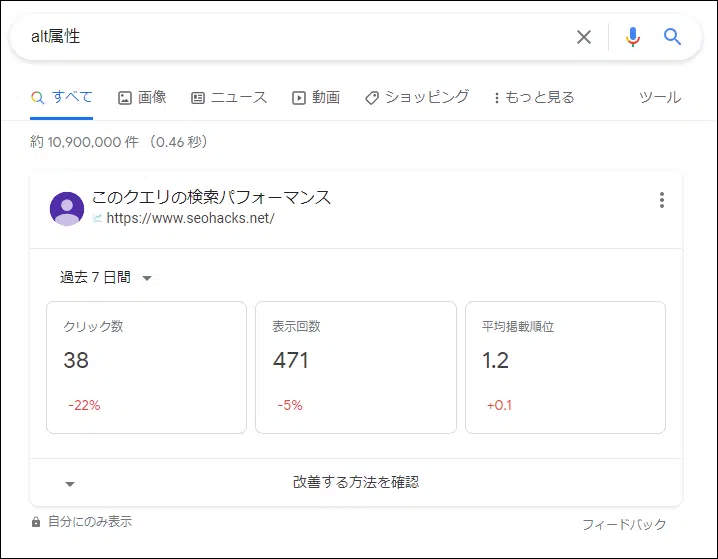 alt属性
すべて 画像 ニュース 動画 ショッピング もっと見る ツール
約 10,900,000 件 （0.46 秒）
このクエリの検索パフォーマンス
https://www.seohacks.net/
過去 7 日間
クリック数 表示回数 平均掲載順位
38 471 1.2
-22% -5% +0.1
改善する方法を確認
自分にのみ表示 フィードバック